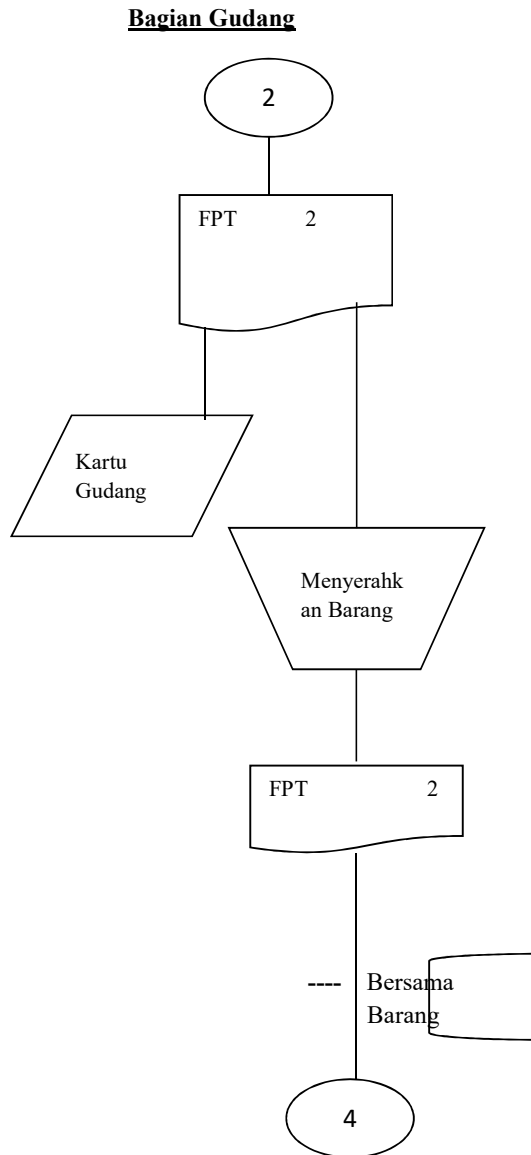 Bagian Gudang
2
FPT 2
Kartu
Gudang
Menyerahk
an Barang
FPT 2
---- Bersama
Barang
4